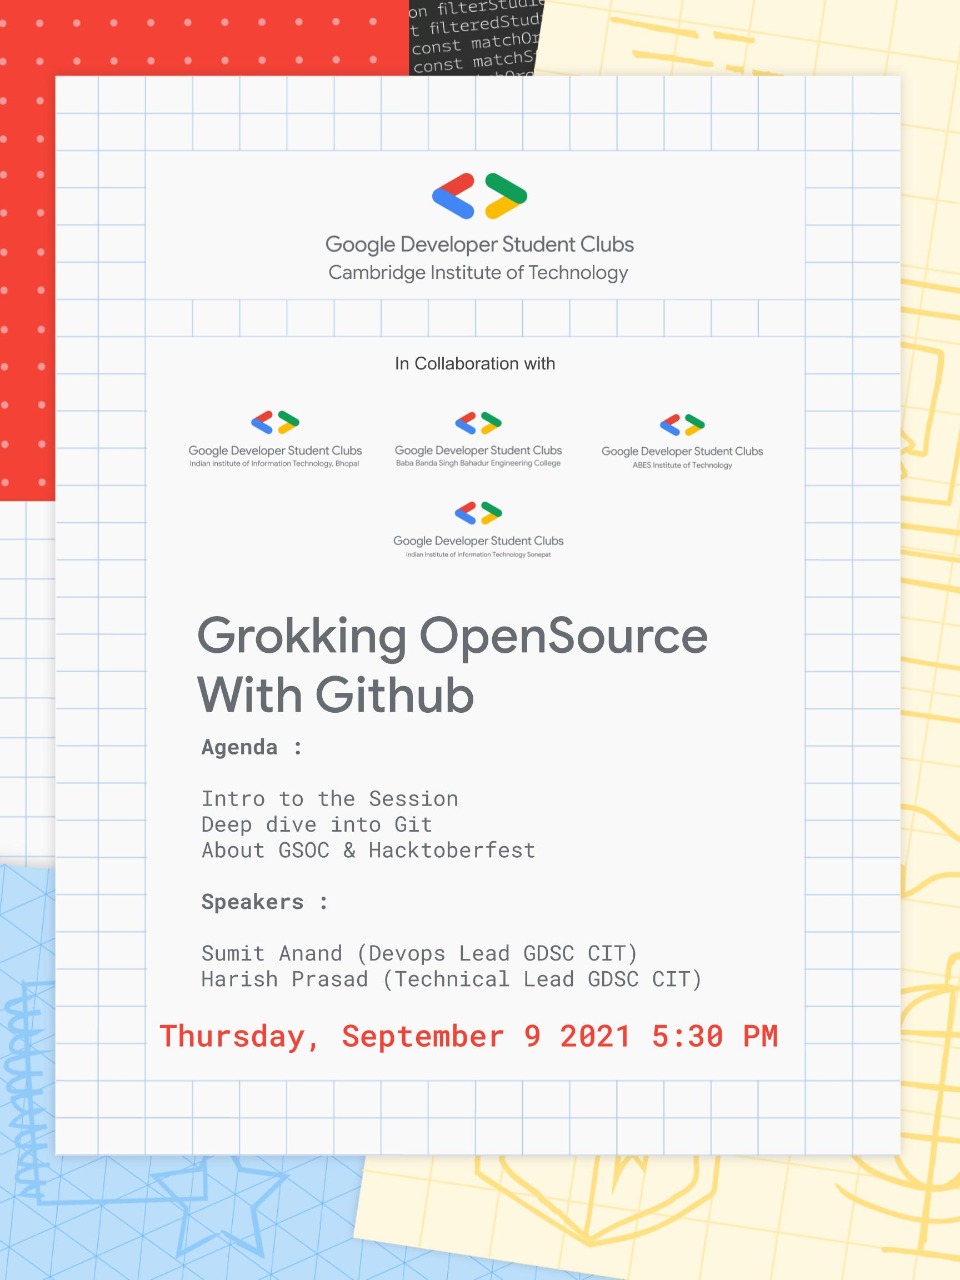 on filterStudie
t filteredStud
const matchOr
const matchS
matchOr
Google Developer Student Clubs
Cambridge Institute of Technology
In Collaboration with
Google Developer Student Clubs
Indian Institute of Information Technology, Bhopal
Google Developer Student Clubs
Baba Banda Singh Bahadur Engineering College
Google Developer Student Clubs
ABES Institute of Technology
Google Developer Student Clubs
Indian Institute of Information Technology Sonepat
Grokking OpenSource
With Github
Agenda :
Intro to the Session
Deep dive into Git
About GSOC & Hacktoberfest
Speakers :
Sumit Anand (Devops Lead GDSC CIT)
Harish Prasad (Technical Lead GDSC CIT)
Thursday, September 9 2021 5:30 PM